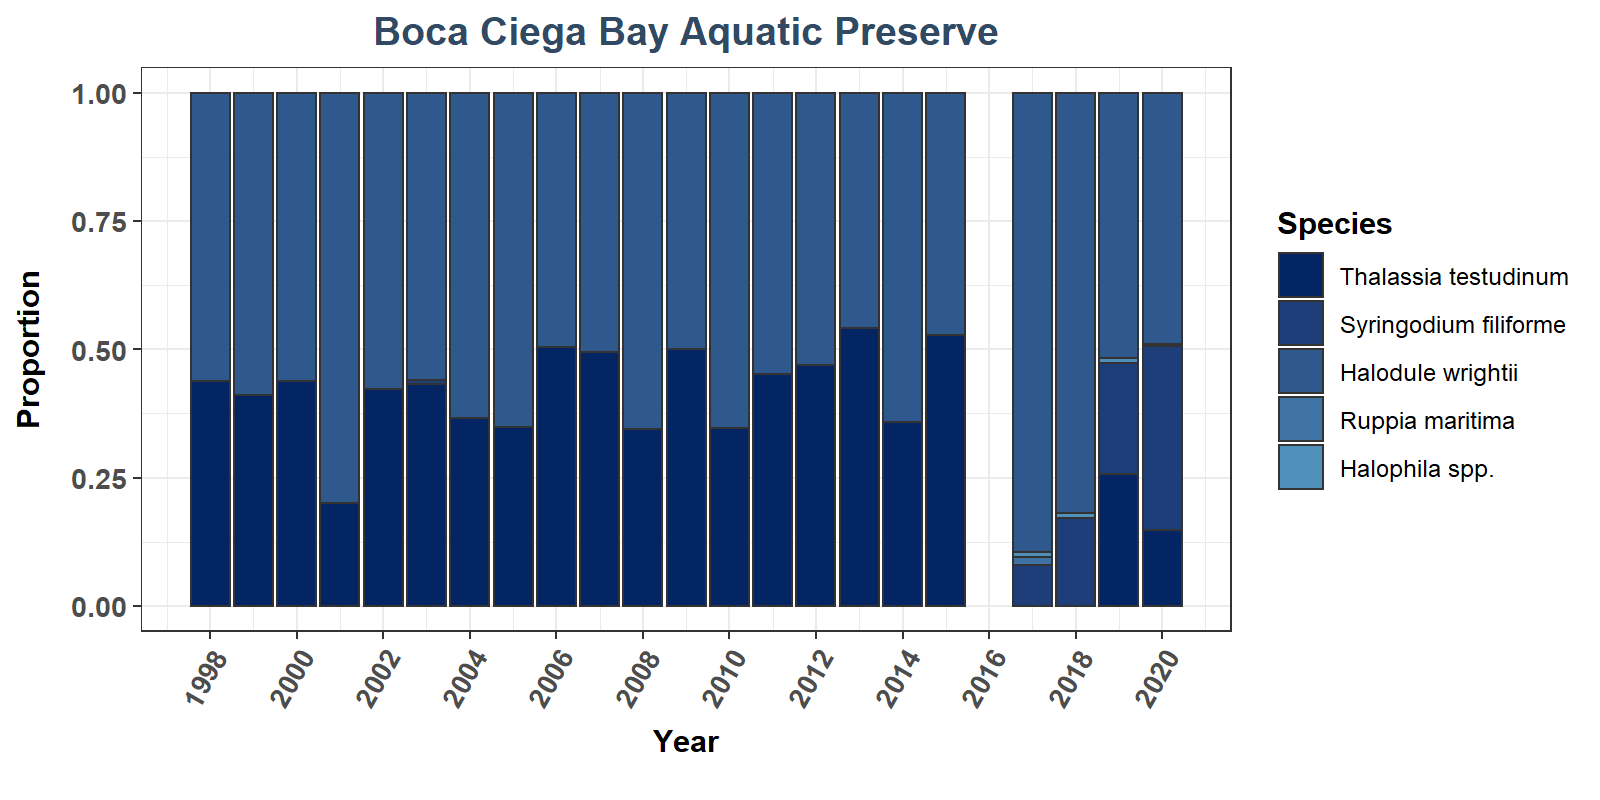 Boca Ciega Bay Aquatic Preserve
1.00
0.75
0.50
0.25
0.00
Proportion
1998
2000
2002
2004
2006
2008
2010
2012
2014
2016
2018
2020
Year
Species
Thalassia testudinum
Syringodium filiforme
Halodule wrightii
Ruppia maritima
Halophila spp.